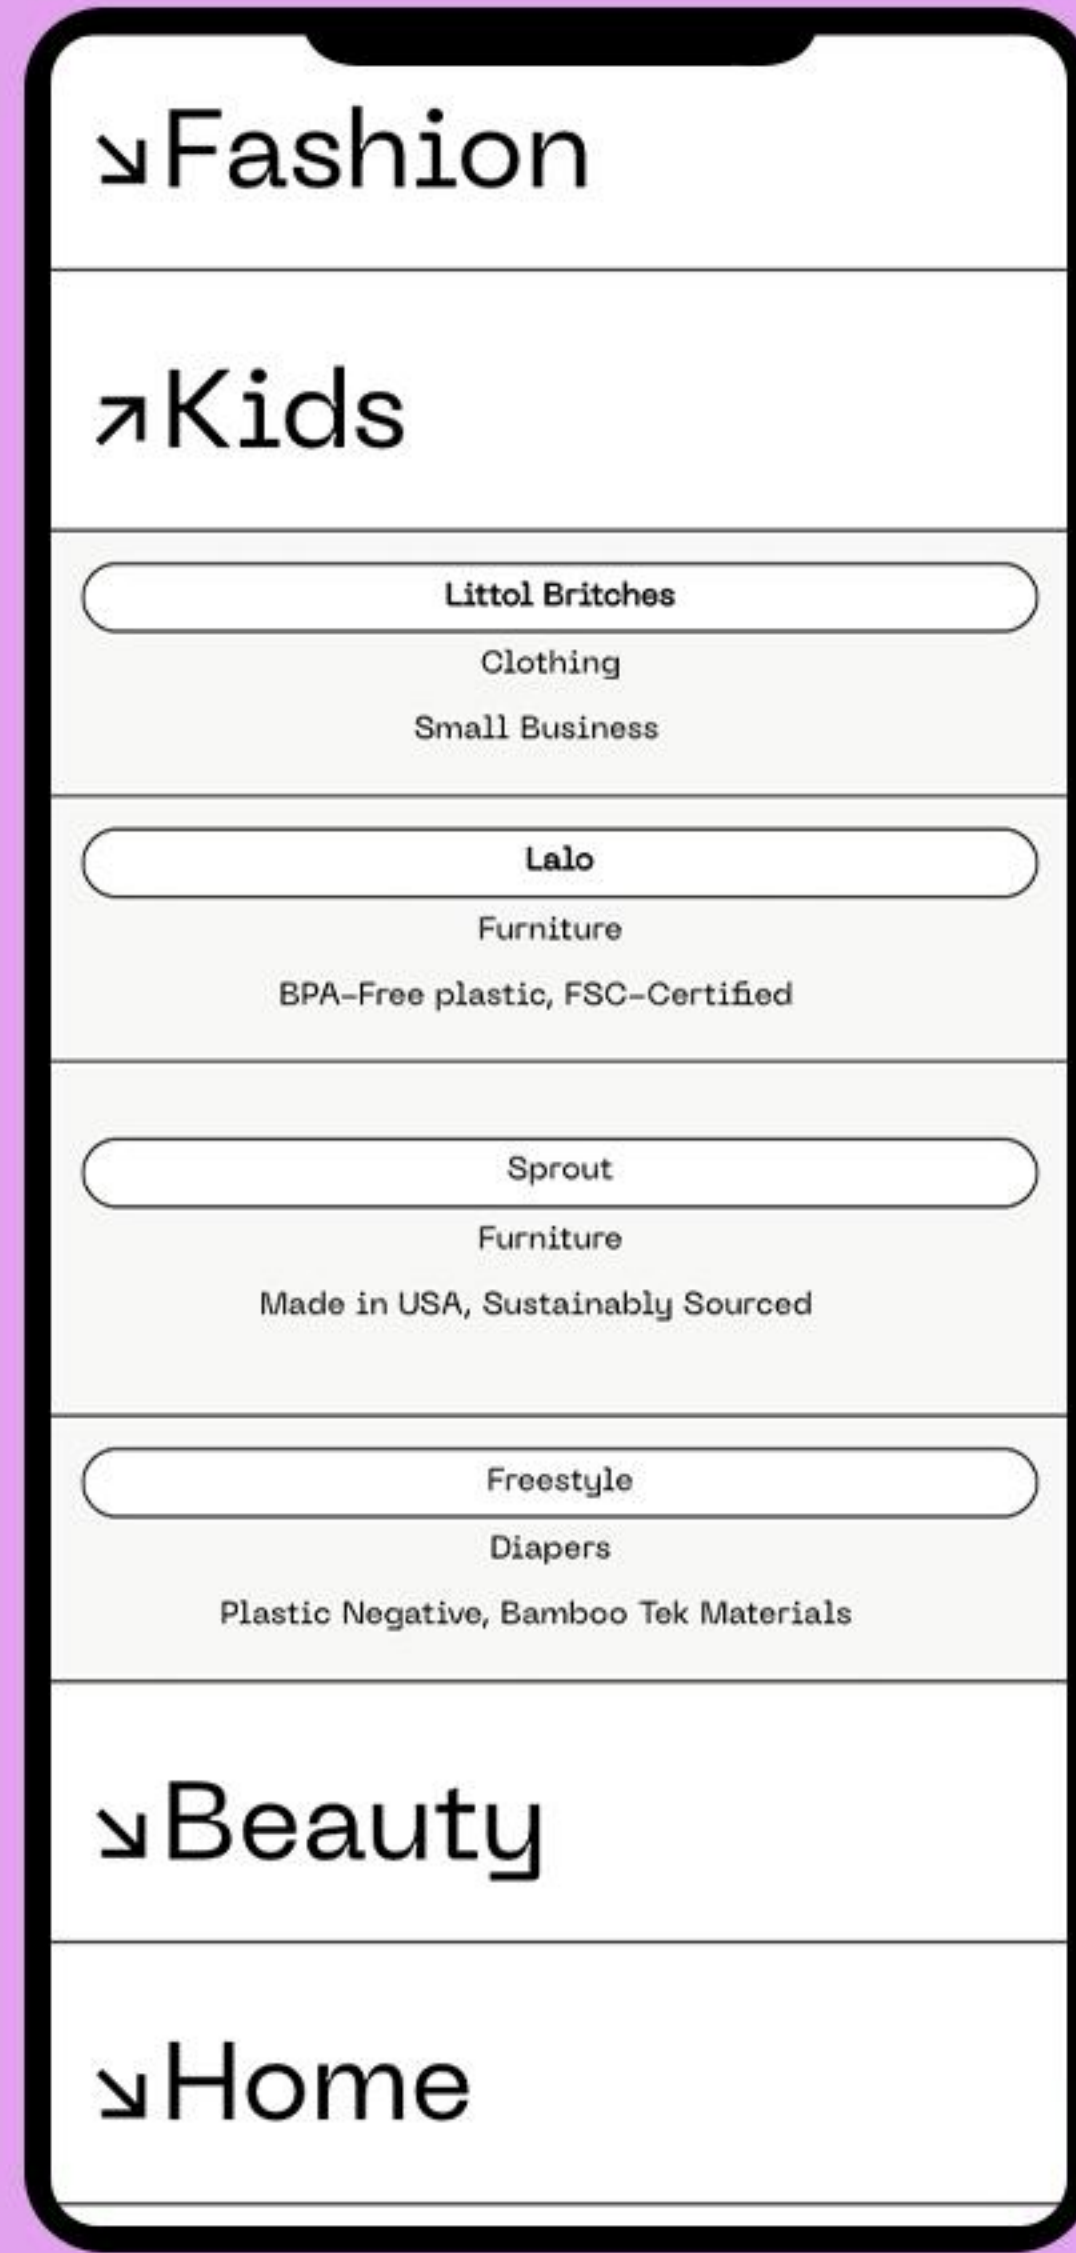 ↘Fashion
↗Kids
Littol Britches
Clothing
Small Business
Lalo
Furniture
BPA-Free plastic, FSC-Certified
Sprout
Furniture
Made in USA, Sustainably Sourced
Freestyle
Diapers
Plastic Negative, Bamboo Tek Materials
↘Beauty
↘Home